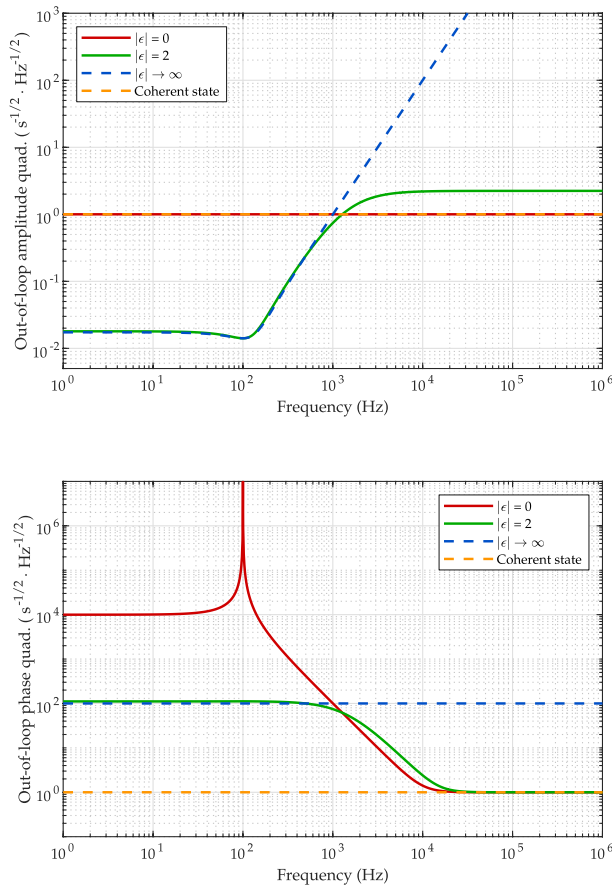 10^3
10^2
10^1
10^0
10^-1
10^-2
Out-of-loop amplitude quad. ( s^-1/2 · Hz^-1/2)
|ϵ| = 0
|ϵ| = 2
|ϵ| → ∞
Coherent state
10^0 10^1 10^2 10^3 10^4 10^5 10^6
Frequency (Hz)
10^6
10^4
10^2
10^0
Out-of-loop phase quad. ( s^-1/2 · Hz^-1/2)
|ϵ| = 0
|ϵ| = 2
|ϵ| → ∞
Coherent state
10^0 10^1 10^2 10^3 10^4 10^5 10^6
Frequency (Hz)